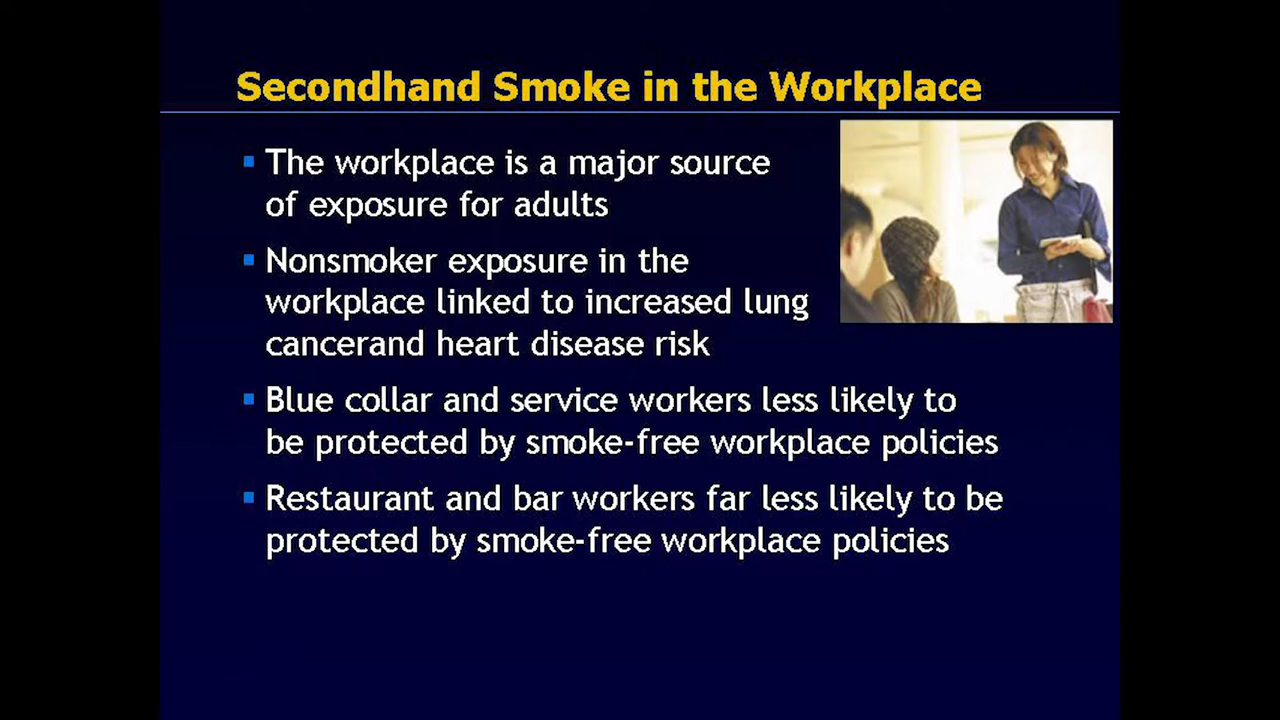 Secondhand Smoke in the Workplace
The workplace is a major source
of exposure for adults
Nonsmoker exposure in the
workplace linked to increased lung
cancerand heart disease risk
Blue collar and service workers less likely to
be protected by smoke-free workplace policies
Restaurant and bar workers far less likely to be
protected by smoke-free workplace policies